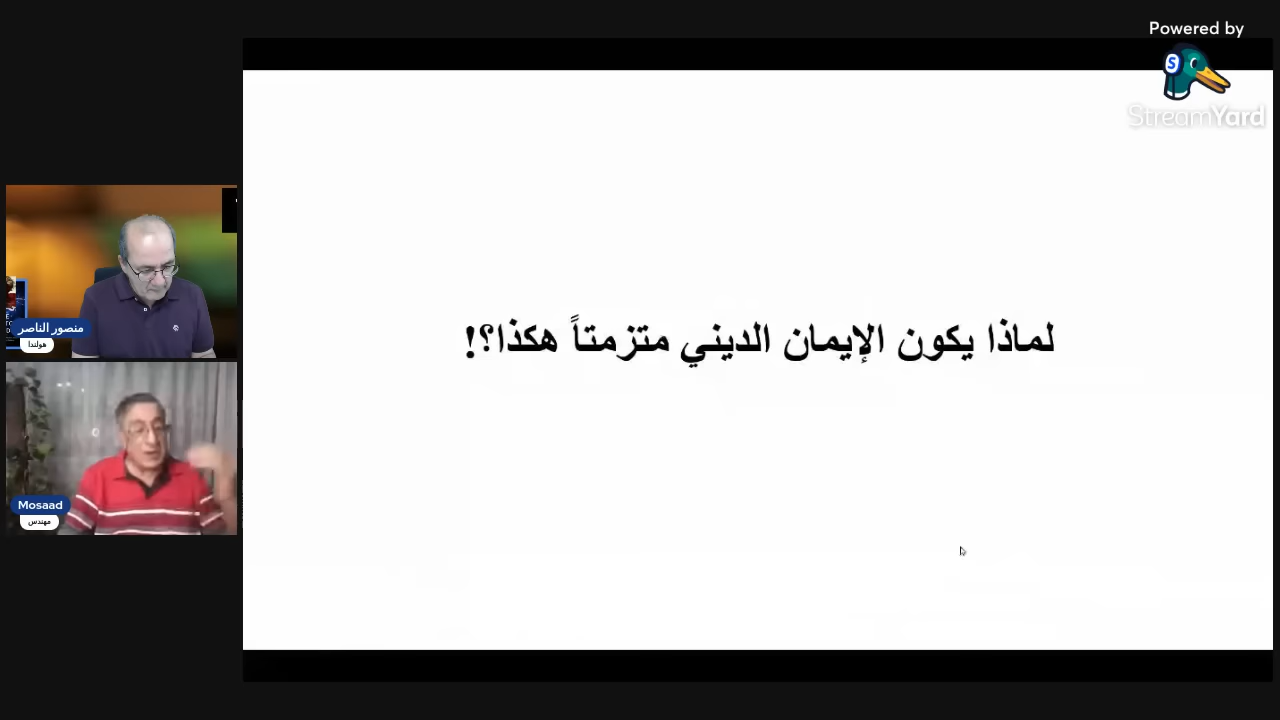 Powered by
StreamYard
لماذا يكون الإيمان الديني متزمتاً هكذا؟!
منصور الناصر
هولندا
Mosaad
مهندس